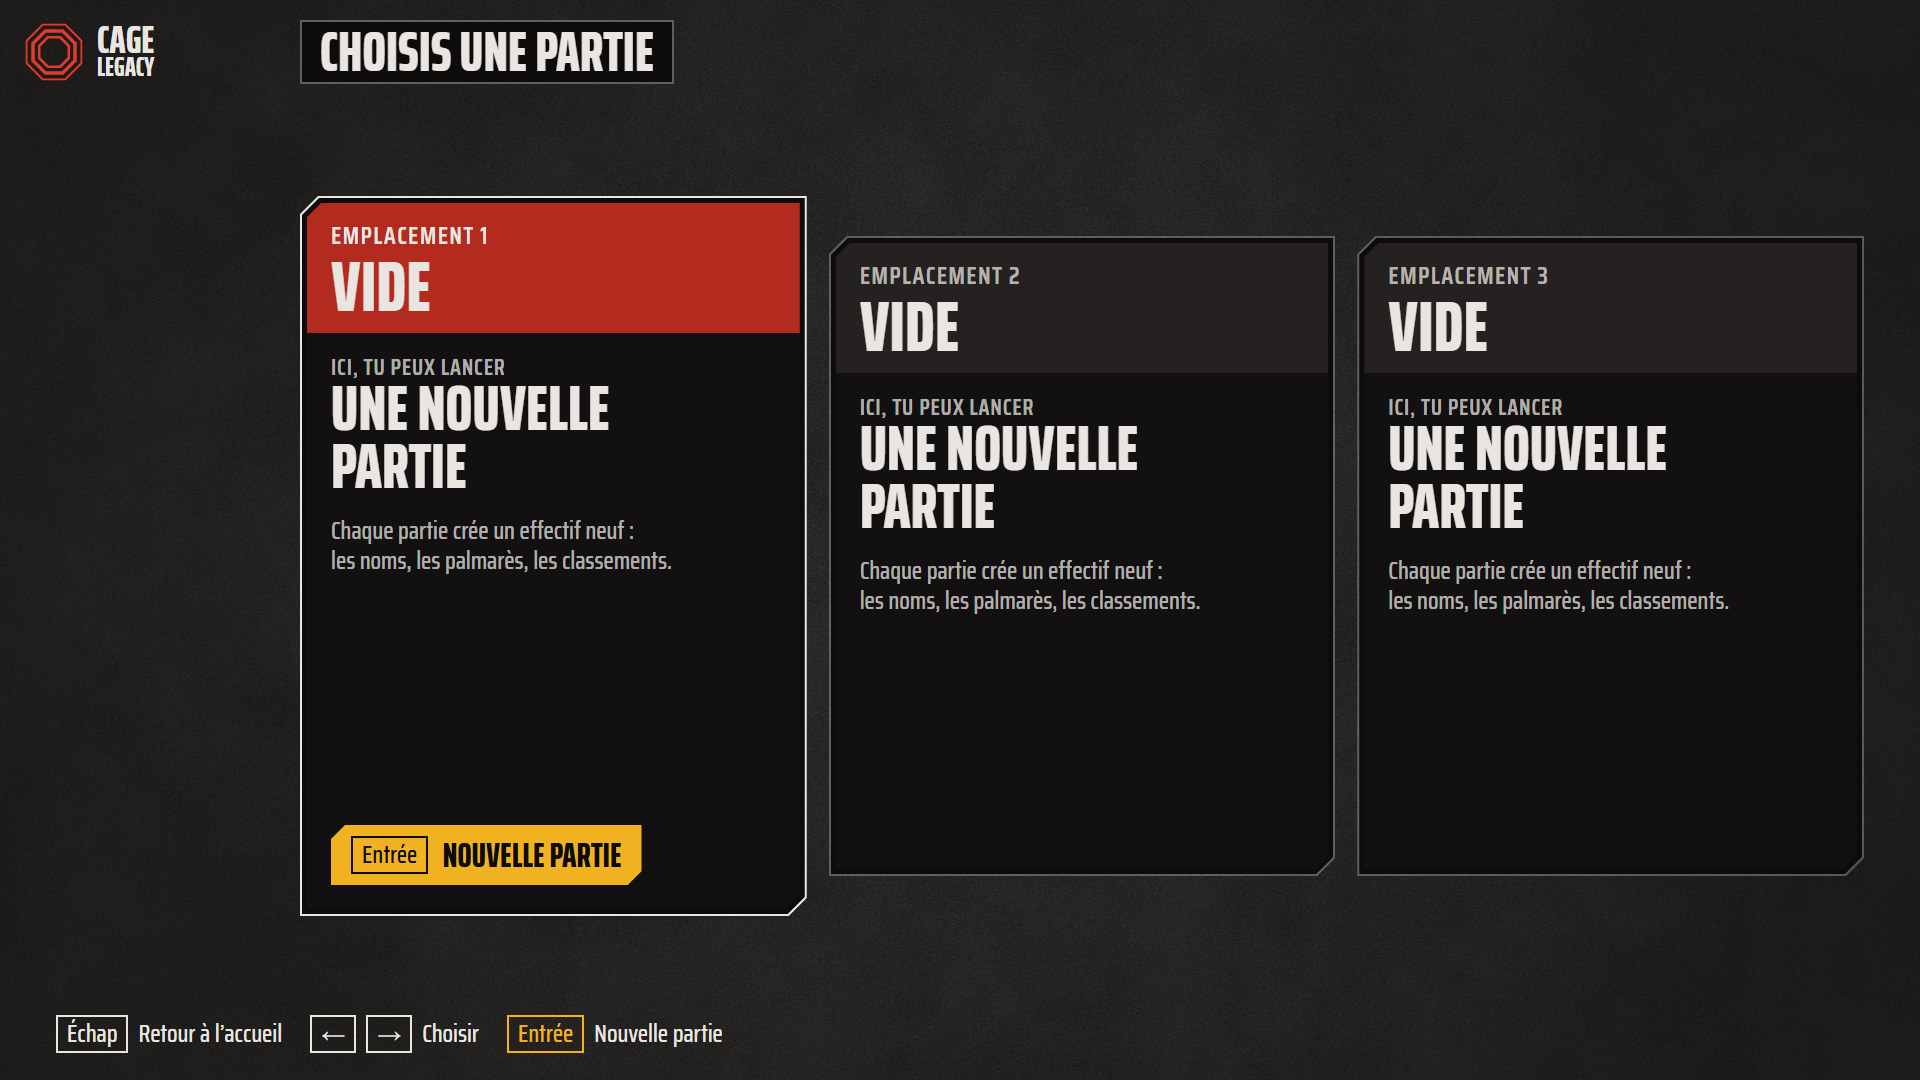 CAGE
LEGACY
CHOISIS UNE PARTIE
EMPLACEMENT 1
VIDE
ICI, TU PEUX LANCER
UNE NOUVELLE
PARTIE
Chaque partie crée un effectif neuf :
les noms, les palmarès, les classements.
Entrée NOUVELLE PARTIE
EMPLACEMENT 2
VIDE
ICI, TU PEUX LANCER
UNE NOUVELLE
PARTIE
Chaque partie crée un effectif neuf :
les noms, les palmarès, les classements.
EMPLACEMENT 3
VIDE
ICI, TU PEUX LANCER
UNE NOUVELLE
PARTIE
Chaque partie crée un effectif neuf :
les noms, les palmarès, les classements.
Échap Retour à l’accueil ← → Choisir Entrée Nouvelle partie